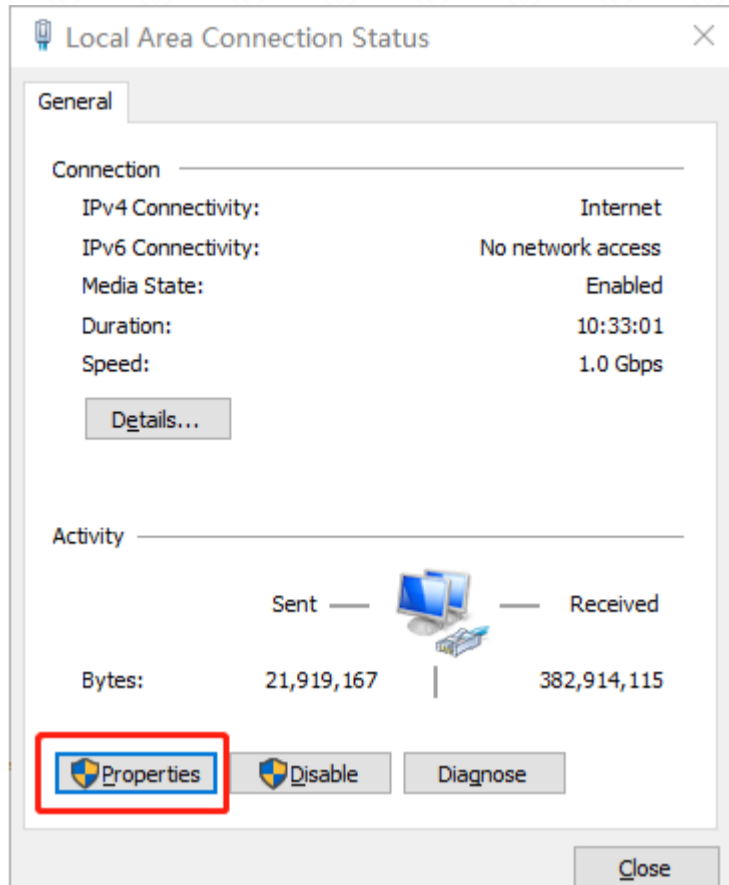 Local Area Connection Status
General
Connection
IPv4 Connectivity: Internet
IPv6 Connectivity: No network access
Media State: Enabled
Duration: 10:33:01
Speed: 1.0 Gbps
Details...
Activity
Sent Received
Bytes: 21,919,167 382,914,115
Properties Disable Diagnose
Close